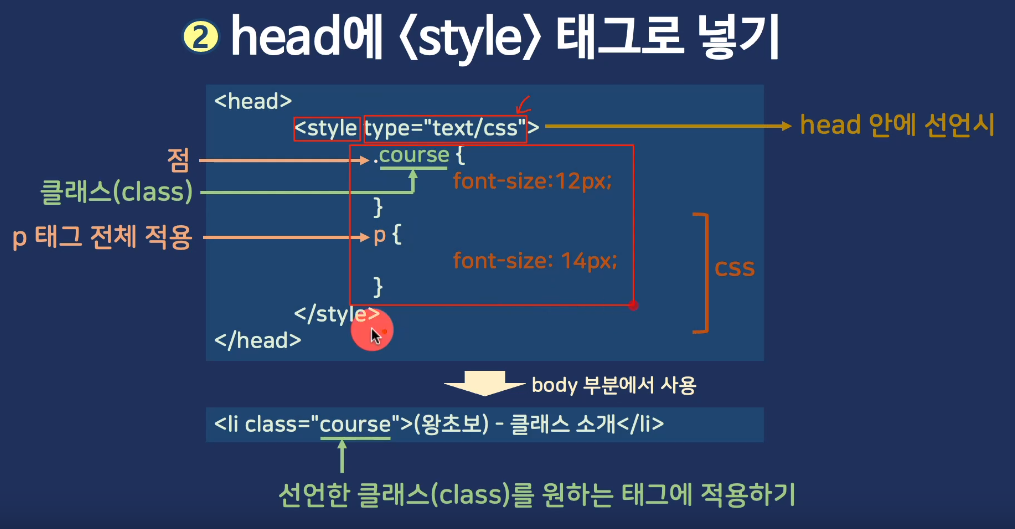 ② head에 <style> 태그로 넣기
<head>
<style type="text/css">
head 안에 선언시
점
.course {
클래스(class)
font-size:12px;
}
p 태그 전체 적용
p {
font-size: 14px;
css
}
</style>
</head>
body 부분에서 사용
<li class="course">(왕초보) - 클래스 소개</li>
선언한 클래스(class)를 원하는 태그에 적용하기